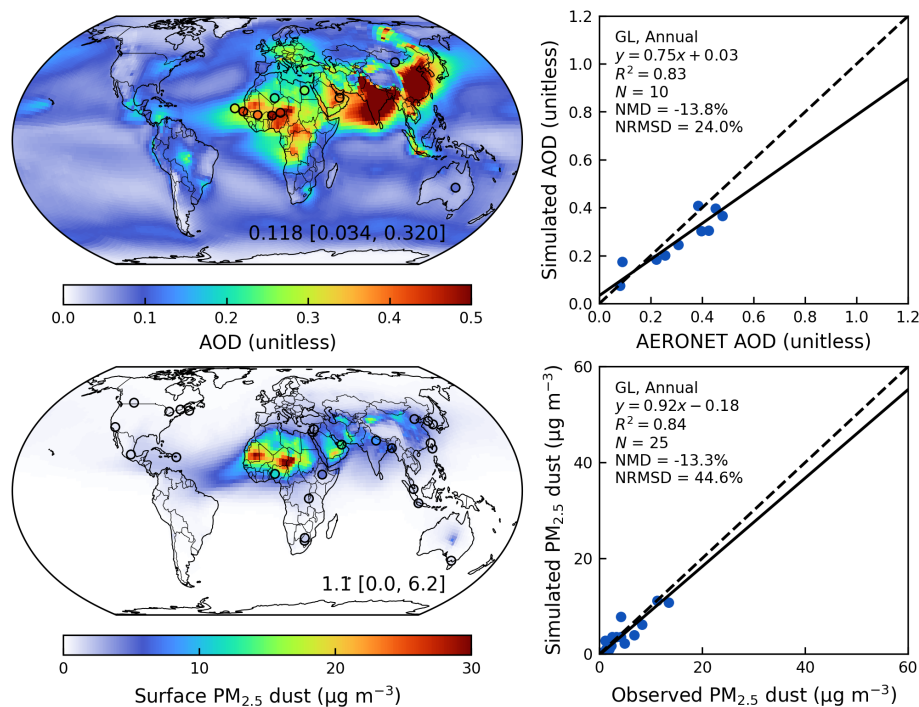 0.118 [0.034, 0.320]
0.0 0.1 0.2 0.3 0.4 0.5
AOD (unitless)
Simulated AOD (unitless)
1.2
1.0
0.8
0.6
0.4
0.2
0.0
GL, Annual
y = 0.75x + 0.03
R² = 0.83
N = 10
NMD = -13.8%
NRMSD = 24.0%
0.0 0.2 0.4 0.6 0.8 1.0 1.2
AERONET AOD (unitless)
1.1 [0.0, 6.2]
0 10 20 30
Surface PM₂.₅ dust (µg m⁻³)
Simulated PM₂.₅ dust (µg m⁻³)
60
40
20
0
GL, Annual
y = 0.92x − 0.18
R² = 0.84
N = 25
NMD = -13.3%
NRMSD = 44.6%
0 20 40 60
Observed PM₂.₅ dust (µg m⁻³)